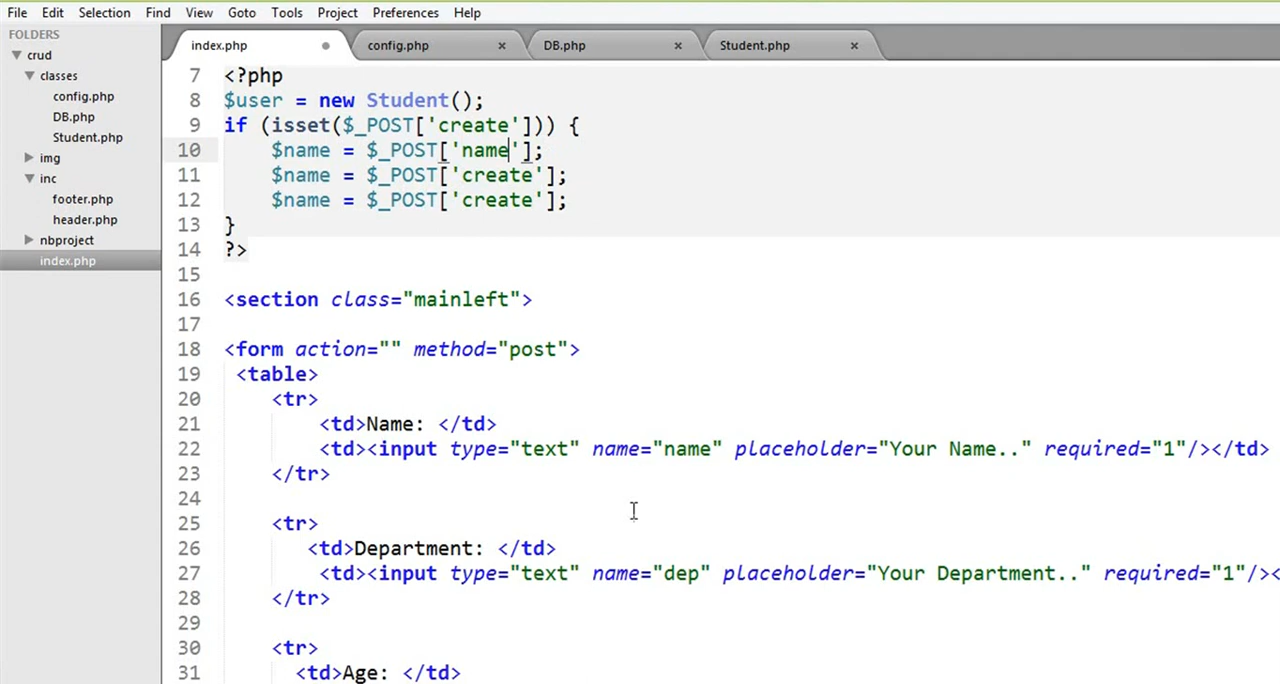 File Edit Selection Find View Goto Tools Project Preferences Help
FOLDERS
crud
classes
config.php
DB.php
Student.php
img
inc
footer.php
header.php
nbproject
index.php
index.php config.php × DB.php × Student.php ×
7 <?php
8 $user = new Student();
9 if (isset($_POST['create'])) {
10 $name = $_POST['name'];
11 $name = $_POST['create'];
12 $name = $_POST['create'];
13 }
14 ?>
15
16 <section class="mainleft">
17
18 <form action="" method="post">
19 <table>
20 <tr>
21 <td>Name: </td>
22 <td><input type="text" name="name" placeholder="Your Name.." required="1"/></td>
23 </tr>
24
25 <tr>
26 <td>Department: </td>
27 <td><input type="text" name="dep" placeholder="Your Department.." required="1"/><
28 </tr>
29
30 <tr>
31 <td>Age: </td>